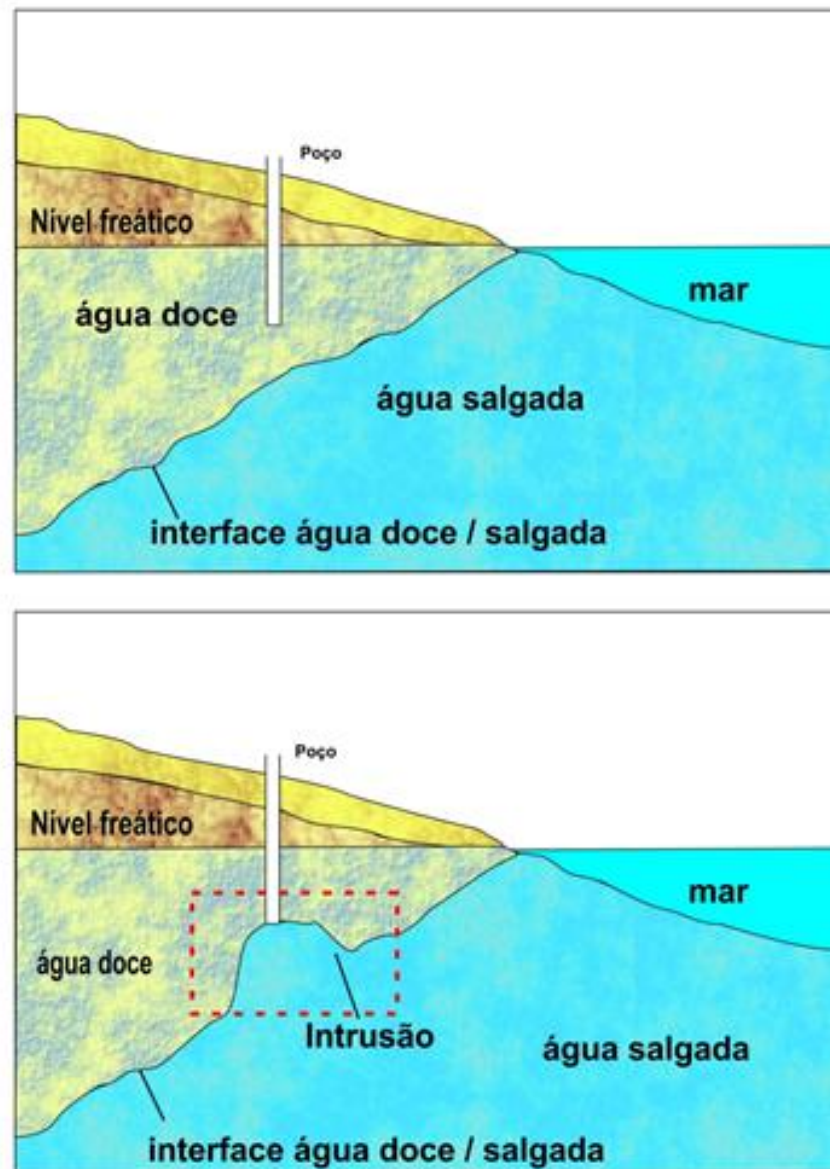 Poço
Nível freático
água doce
mar
água salgada
interface água doce / salgada
Poço
Nível freático
mar
água doce
Intrusão
água salgada
interface água doce / salgada